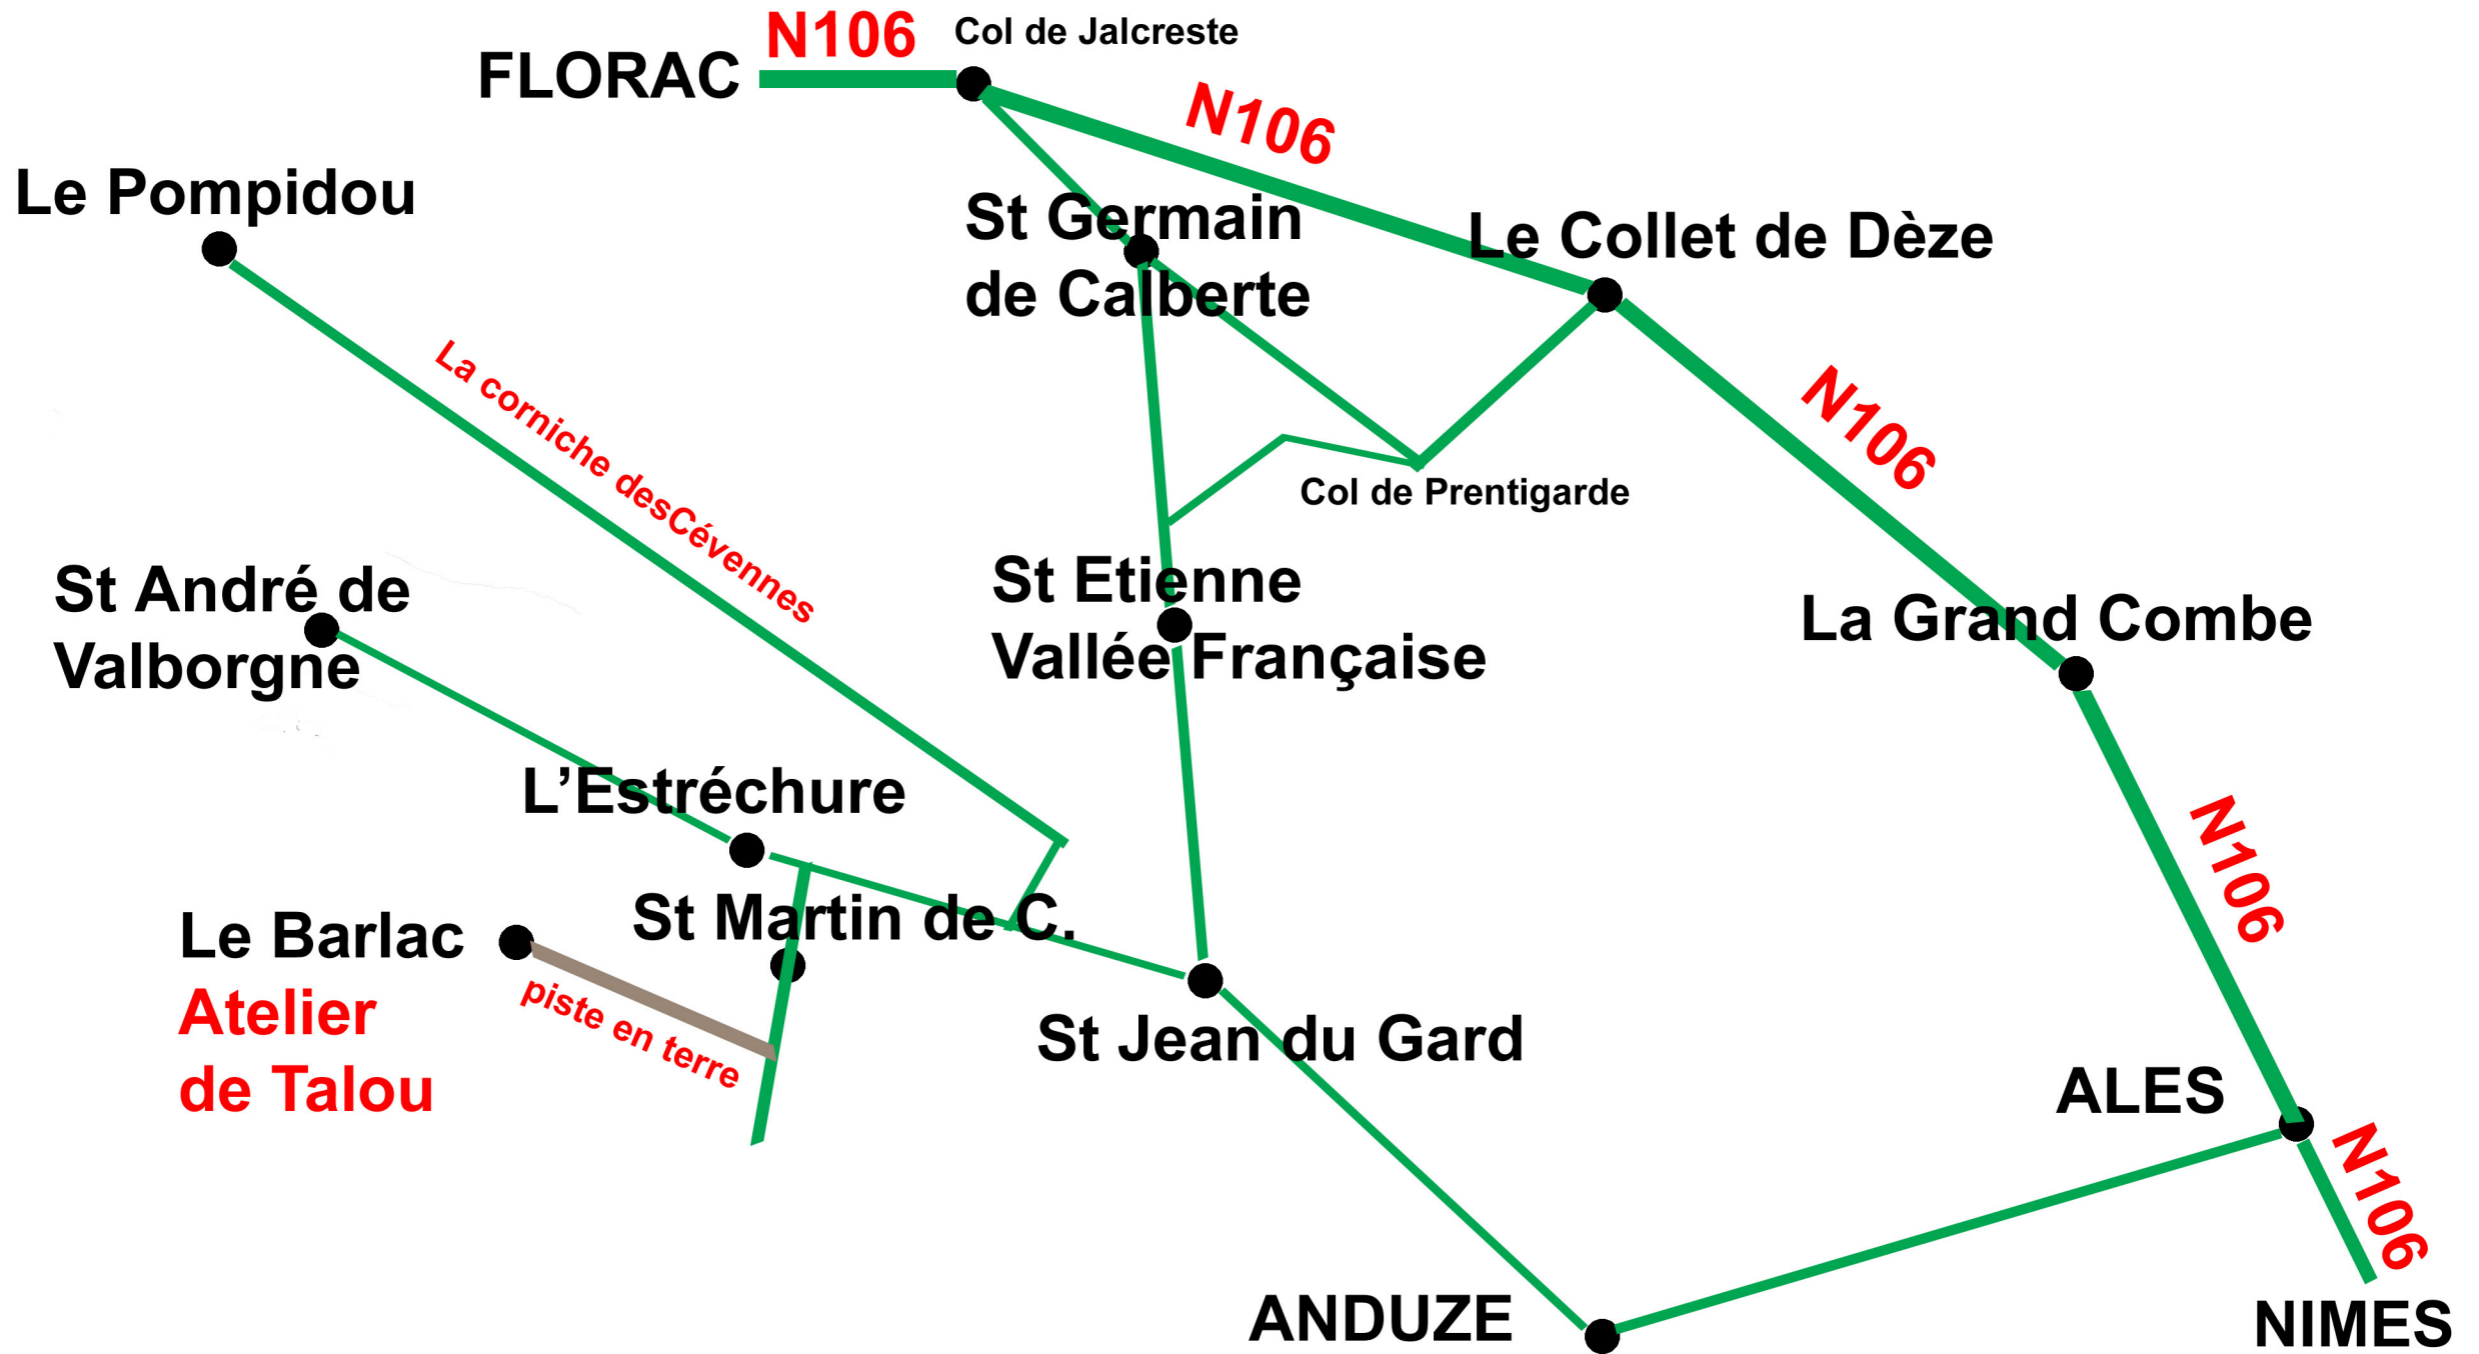 N106
Col de Jalcreste
FLORAC
N106
Le Pompidou
St Germain
de Calberte
Le Collet de Dèze
La corniche desCévennes
N106
Col de Prentigarde
St André de
Valborgne
St Etienne
Vallée Française
La Grand Combe
L’Estréchure
N106
St Martin de C.
Le Barlac
Atelier
de Talou
piste en terre
St Jean du Gard
ALES
N106
ANDUZE
NIMES